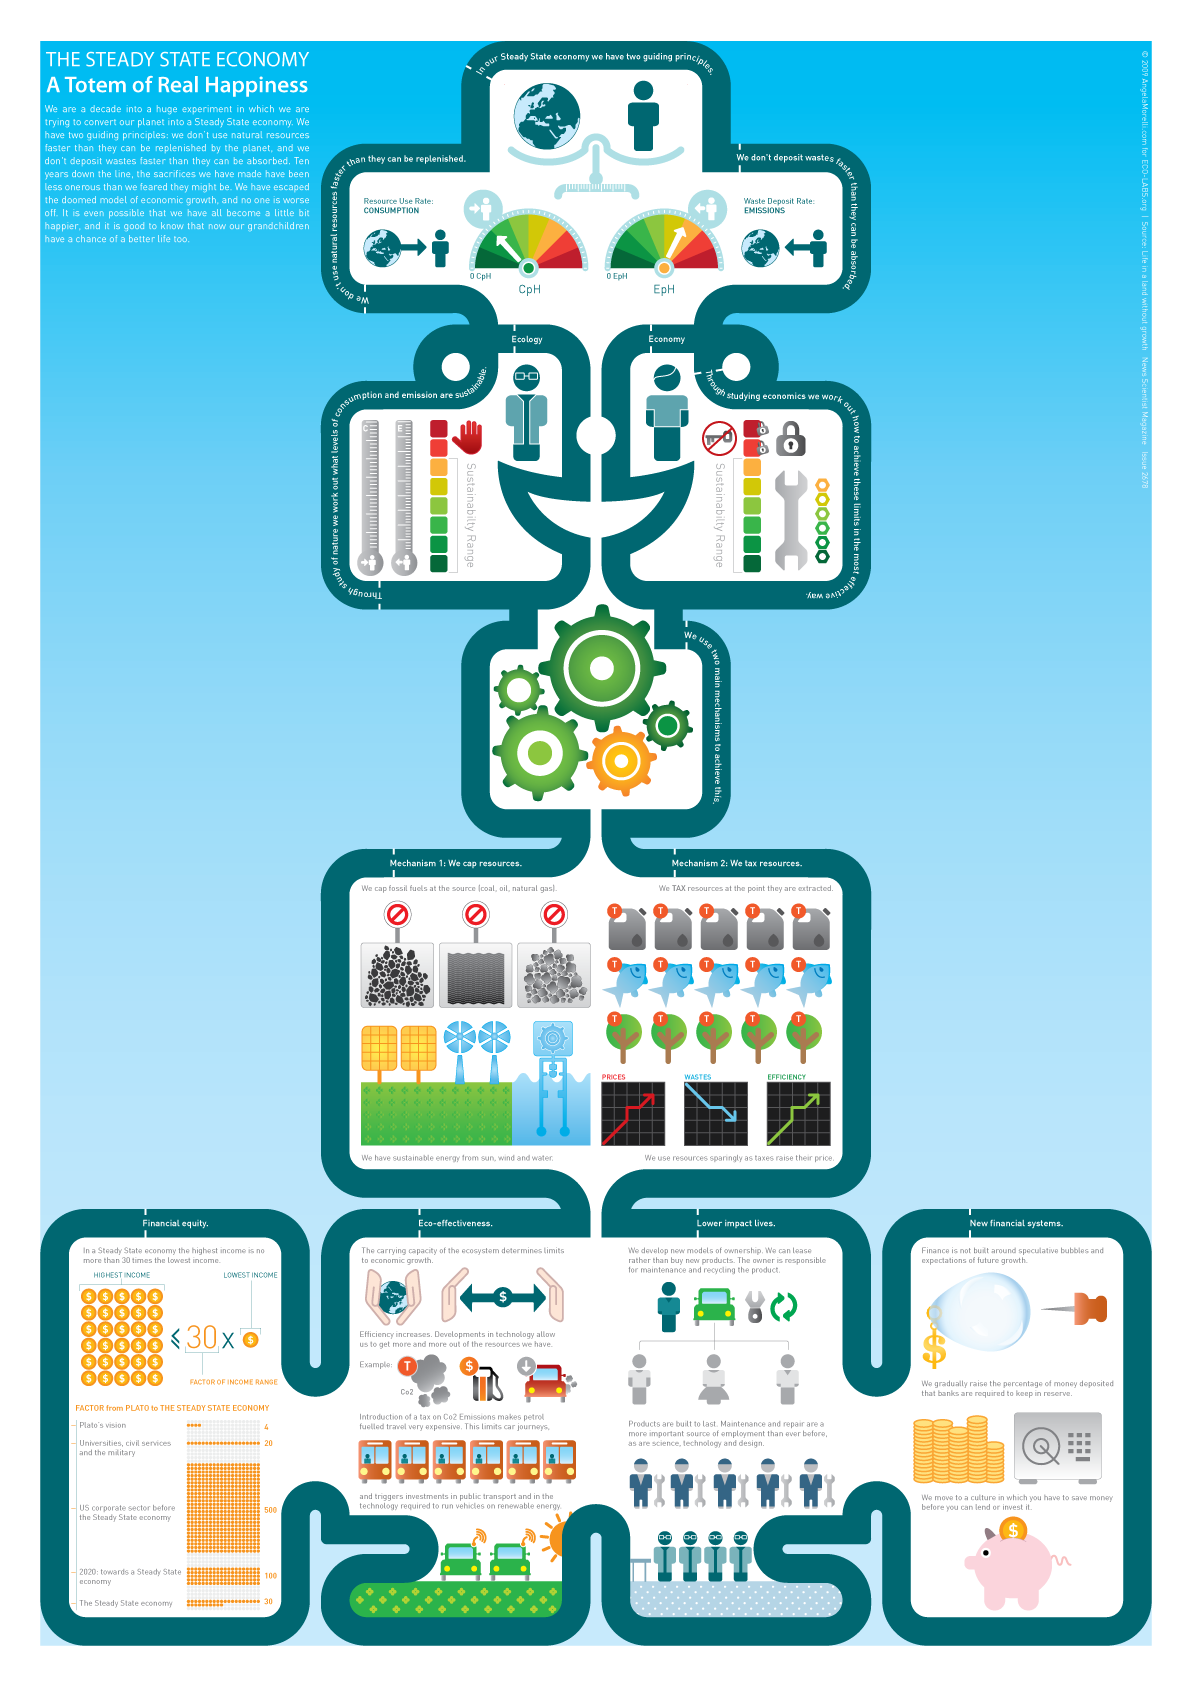 THE STEADY STATE ECONOMY
A Totem of Real Happiness
We are a decade into a huge experiment in which we are
trying to convert our planet into a Steady State economy. We
have two guiding principles: we don't use natural resources
faster than they can be replenished by the planet, and we
don't deposit wastes faster than they can be absorbed. Ten
years down the line, the sacrifices we have made have been
less onerous than we feared they might be. We have escaped
the doomed model of economic growth, and no one is worse
off. It is even possible that we have all become a little bit
happier, and it is good to know that now our grandchildren
have a chance of a better life too.
© 2009 AngelaMorelli.com for ECO-LABS.org | Source: Life in a land without growth News Scientist Magazine Issue 2678
In our Steady State economy we have two guiding principles.
We don't use natural resources faster than they can be replenished.
We don't deposit wastes faster than they can be absorbed.
Resource Use Rate:
CONSUMPTION
Waste Deposit Rate:
EMISSIONS
0 CpH
CpH
0 EpH
EpH
Ecology
Economy
Through study of nature we work out what levels of consumption and emission are sustainable.
Through studying economics we work out how to achieve these limits in the most effective way.
C
E
Sustainabilty Range
Sustainabilty Range
We use two main mechanisms to achieve this.
Mechanism 1: We cap resources.
We cap fossil fuels at the source (coal, oil, natural gas).
We have sustainable energy from sun, wind and water.
Mechanism 2: We tax resources.
We TAX resources at the point they are extracted.
T T T T T
T T T T T
T T T T T
PRICES WASTES EFFICIENCY
We use resources sparingly as taxes raise their price.
Financial equity.
In a Steady State economy the highest income is no
more than 30 times the lowest income.
HIGHEST INCOME LOWEST INCOME
$ $ $ $ $
$ $ $ $ $
$ $ $ $ $
$ $ $ $ $
$ $ $ $ $
$ $ $ $ $
≤ 30 x $
FACTOR OF INCOME RANGE
FACTOR from PLATO to THE STEADY STATE ECONOMY
Plato's vision 4
Universities, civil services 20
and the military
US corporate sector before 500
the Steady State economy
2020: towards a Steady State 100
economy
The Steady State economy 30
Eco-effectiveness.
The carrying capacity of the ecosystem determines limits
to economic growth.
$
Efficiency increases. Developments in technology allow
us to get more and more out of the resources we have.
Example: T $
Co2
Introduction of a tax on Co2 Emissions makes petrol
fuelled travel very expensive. This limits car journeys,
and triggers investments in public transport and in the
technology required to run vehicles on renewable energy.
Lower impact lives.
We develop new models of ownership. We can lease
rather than buy new products. The owner is responsible
for maintenance and recycling the product.
Products are built to last. Maintenance and repair are a
more important source of employment than ever before,
as are science, technology and design.
New financial systems.
Finance is not built around speculative bubbles and
expectations of future growth.
$
We gradually raise the percentage of money deposited
that banks are required to keep in reserve.
We move to a culture in which you have to save money
before you can lend or invest it.
$